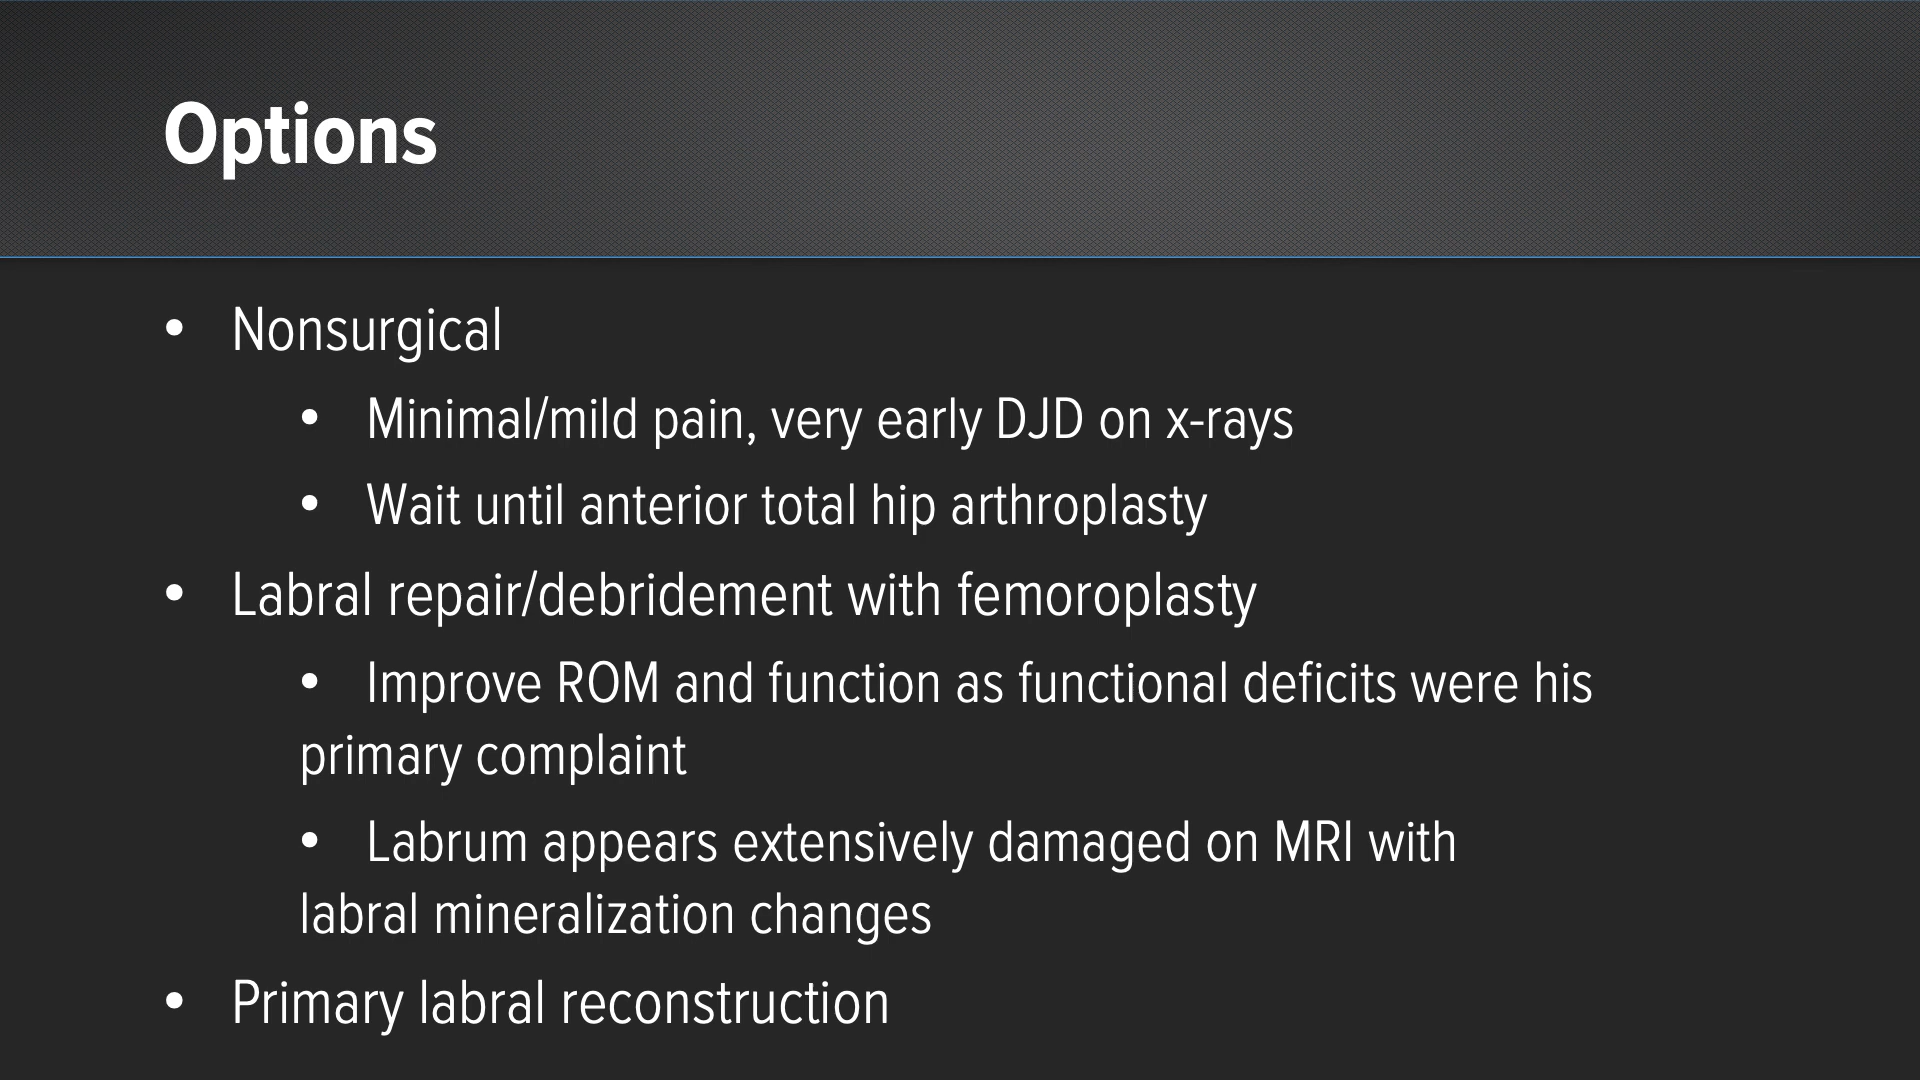 Options
• Nonsurgical
• Minimal/mild pain, very early DJD on x-rays
• Wait until anterior total hip arthroplasty
• Labral repair/debridement with femoroplasty
• Improve ROM and function as functional deficits were his
primary complaint
• Labrum appears extensively damaged on MRI with
labral mineralization changes
• Primary labral reconstruction